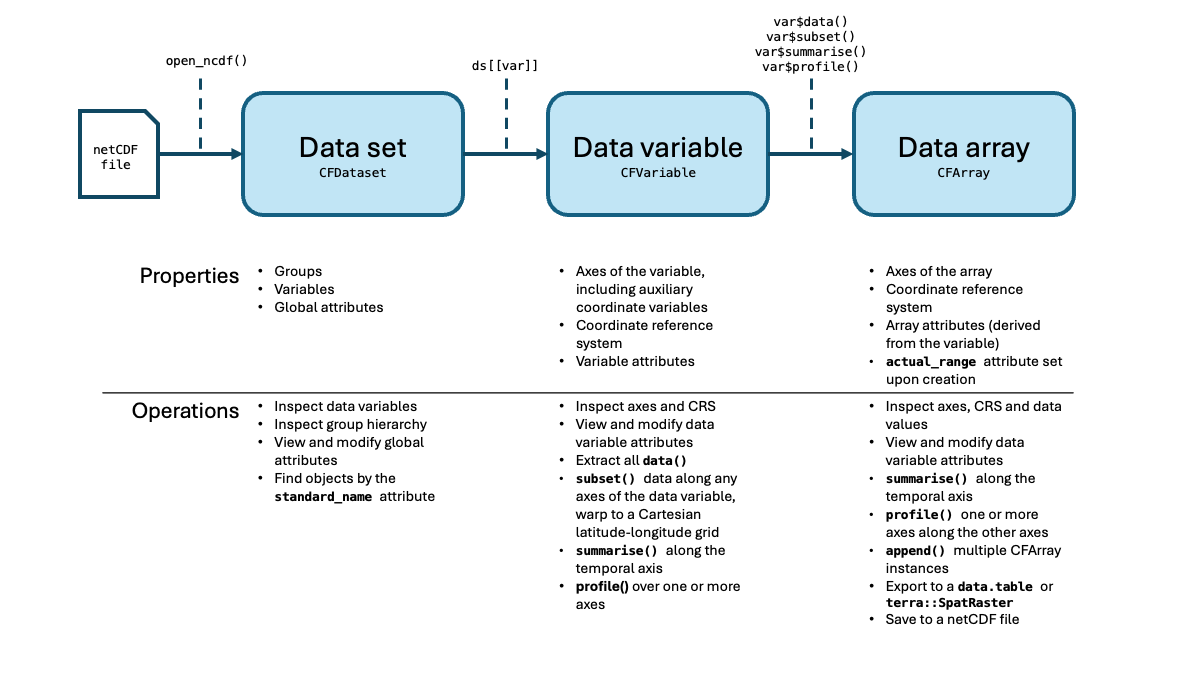 var$data()
var$subset()
var$summarise()
var$profile()
open_ncdf()
ds[[var]]
netCDF
file
Data set
CFDataset
Data variable
CFVariable
Data array
CFArray
Properties
• Groups
• Variables
• Global attributes
• Axes of the variable,
including auxiliary
coordinate variables
• Coordinate reference
system
• Variable attributes
• Axes of the array
• Coordinate reference
system
• Array attributes (derived
from the variable)
• actual_range attribute set
upon creation
Operations
• Inspect data variables
• Inspect group hierarchy
• View and modify global
attributes
• Find objects by the
standard_name attribute
• Inspect axes and CRS
• View and modify data
variable attributes
• Extract all data()
• subset() data along any
axes of the data variable,
warp to a Cartesian
latitude-longitude grid
• summarise() along the
temporal axis
• profile() over one or more
axes
• Inspect axes, CRS and data
values
• View and modify data
variable attributes
• summarise() along the
temporal axis
• profile() one or more
axes along the other axes
• append() multiple CFArray
instances
• Export to a data.table or
terra::SpatRaster
• Save to a netCDF file